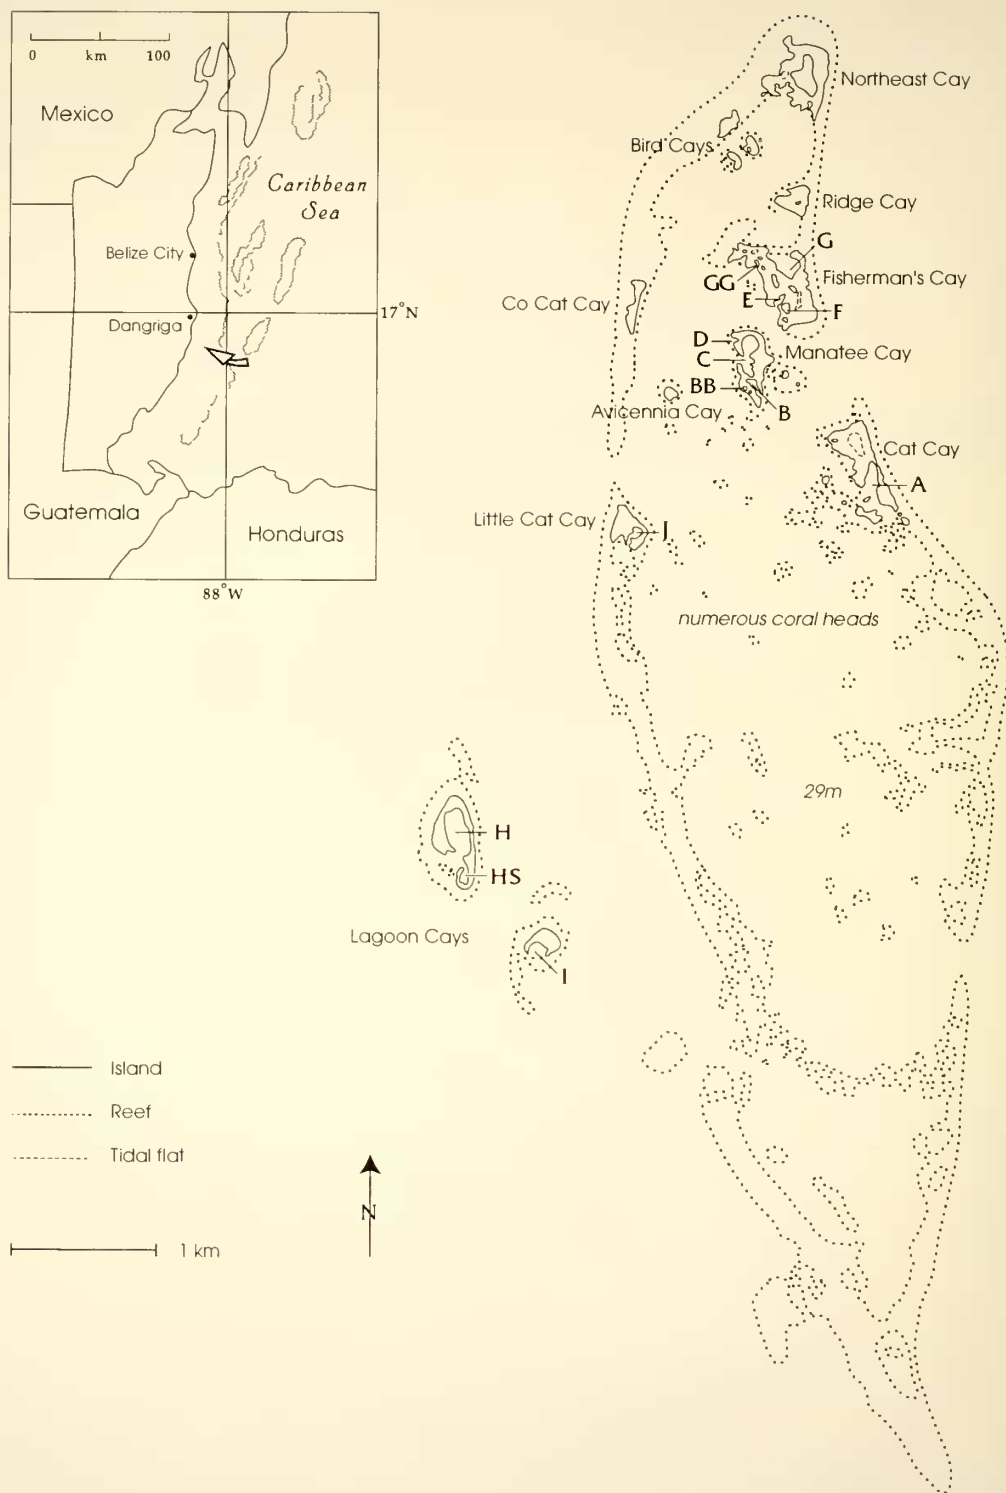 0 km 100
Mexico
Caribbean
Sea
Belize City
17°N
Dangriga
Guatemala
Honduras
88°W
Northeast Cay
Bird Cays
Ridge Cay
G
GG
Fisherman's Cay
E
F
Co Cat Cay
D
Manatee Cay
C
BB
B
Avicennia Cay
Cat Cay
A
Little Cat Cay
J
numerous coral heads
29m
H
HS
Lagoon Cays
I
Island
Reef
Tidal flat
N
1 km